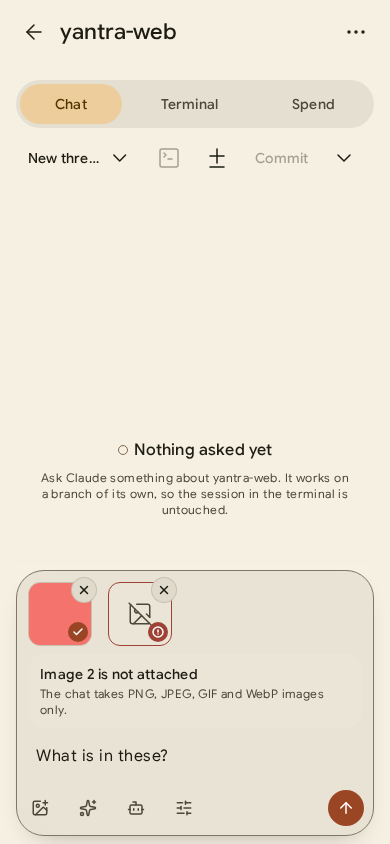 yantra-web
Chat
Terminal
Spend
New thre...
Commit
Nothing asked yet
Ask Claude something about yantra-web. It works on
a branch of its own, so the session in the terminal is
untouched.
Image 2 is not attached
The chat takes PNG, JPEG, GIF and WebP images
only.
What is in these?